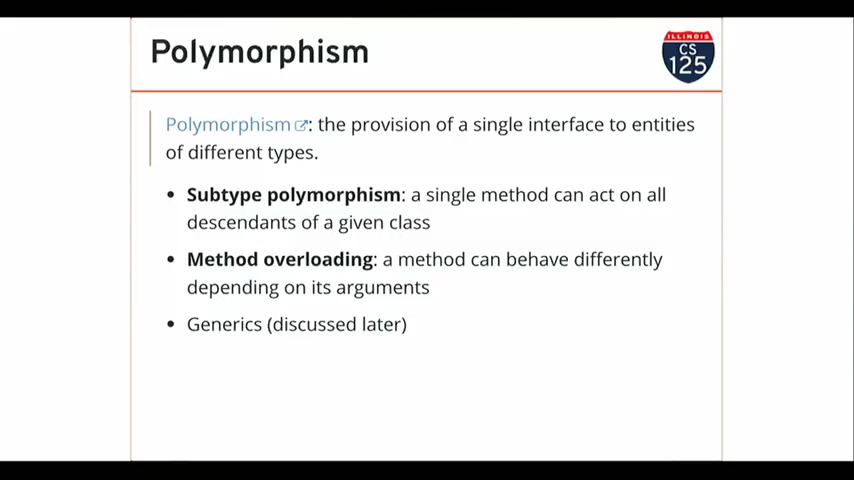 Polymorphism
ILLINOIS
CS
125
Polymorphism: the provision of a single interface to entities
of different types.
• Subtype polymorphism: a single method can act on all
descendants of a given class
• Method overloading: a method can behave differently
depending on its arguments
• Generics (discussed later)